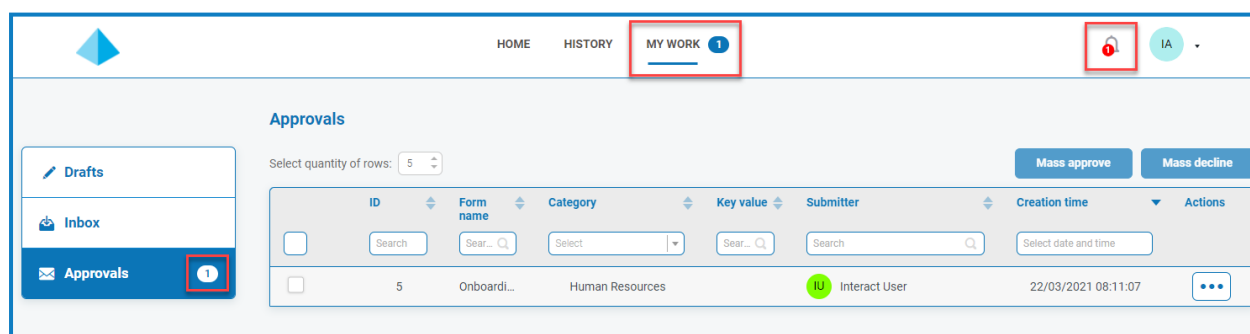 HOME HISTORY MY WORK 1 1 IA
Approvals
Select quantity of rows: 5 Mass approve Mass decline
Drafts
Inbox
Approvals 1
ID Form name Category Key value Submitter Creation time Actions
Search Sear... Select Sear... Search Select date and time
5 Onboardi... Human Resources IU Interact User 22/03/2021 08:11:07